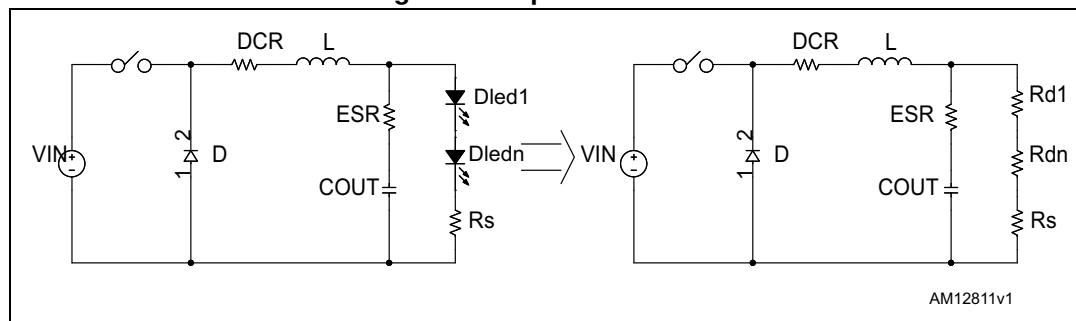 DCR L
Dled1
ESR
VIN
1 2
D
Dledn
COUT
Rs
DCR L
Rd1
ESR
VIN
1 2
D
Rdn
COUT
Rs
AM12811v1